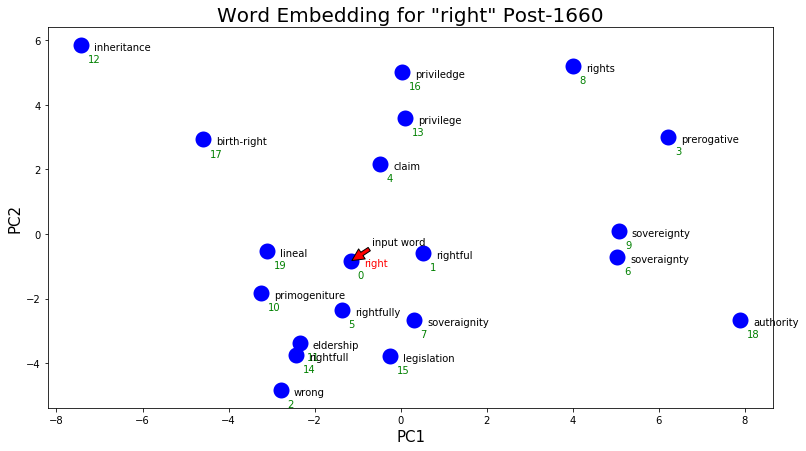 Word Embedding for "right" Post-1660
PC2
6
4
2
0
−2
−4
inheritance
12
priviledge
16
rights
8
privilege
13
prerogative
3
birth-right
17
claim
4
input word
right
0
sovereignty
9
lineal
19
rightful
1
soveraignty
6
primogeniture
10
rightfully
5
soveraignity
7
authority
18
eldership
11
rightfull
14
legislation
15
wrong
2
−8
−6
−4
−2
0
2
4
6
8
PC1